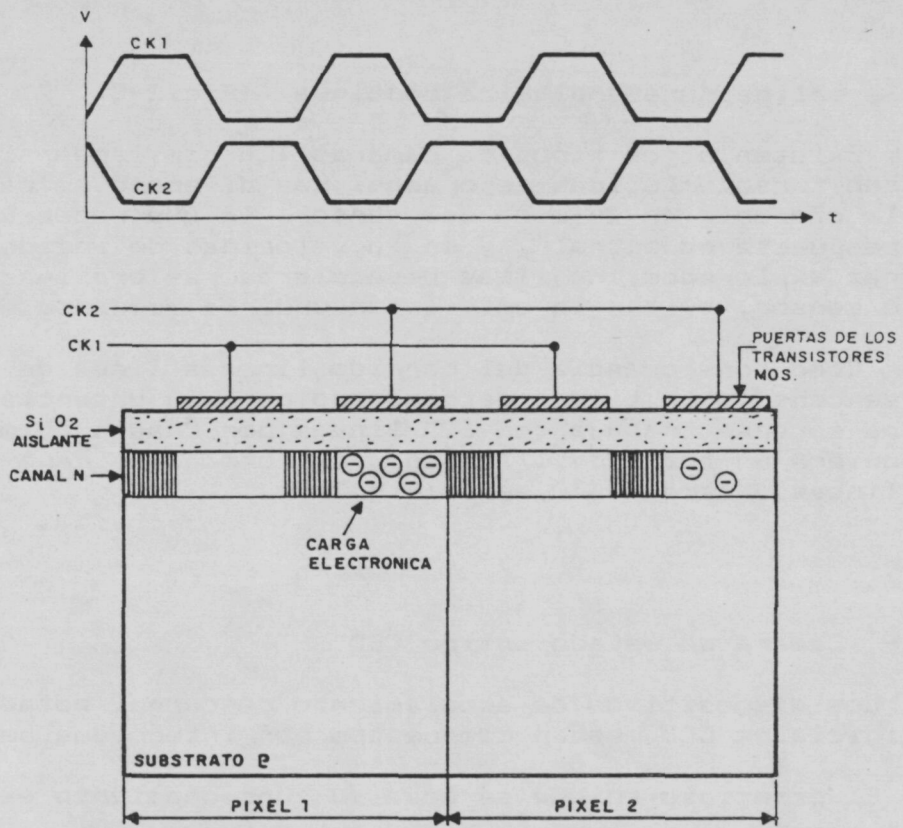 V
CK1
CK2
t
CK2
CK1
PUERTAS DE LOS
TRANSISTORES
MOS.
Si O2
AISLANTE
CANAL N
CARGA
ELECTRONICA
SUBSTRATO P
PIXEL 1
PIXEL 2